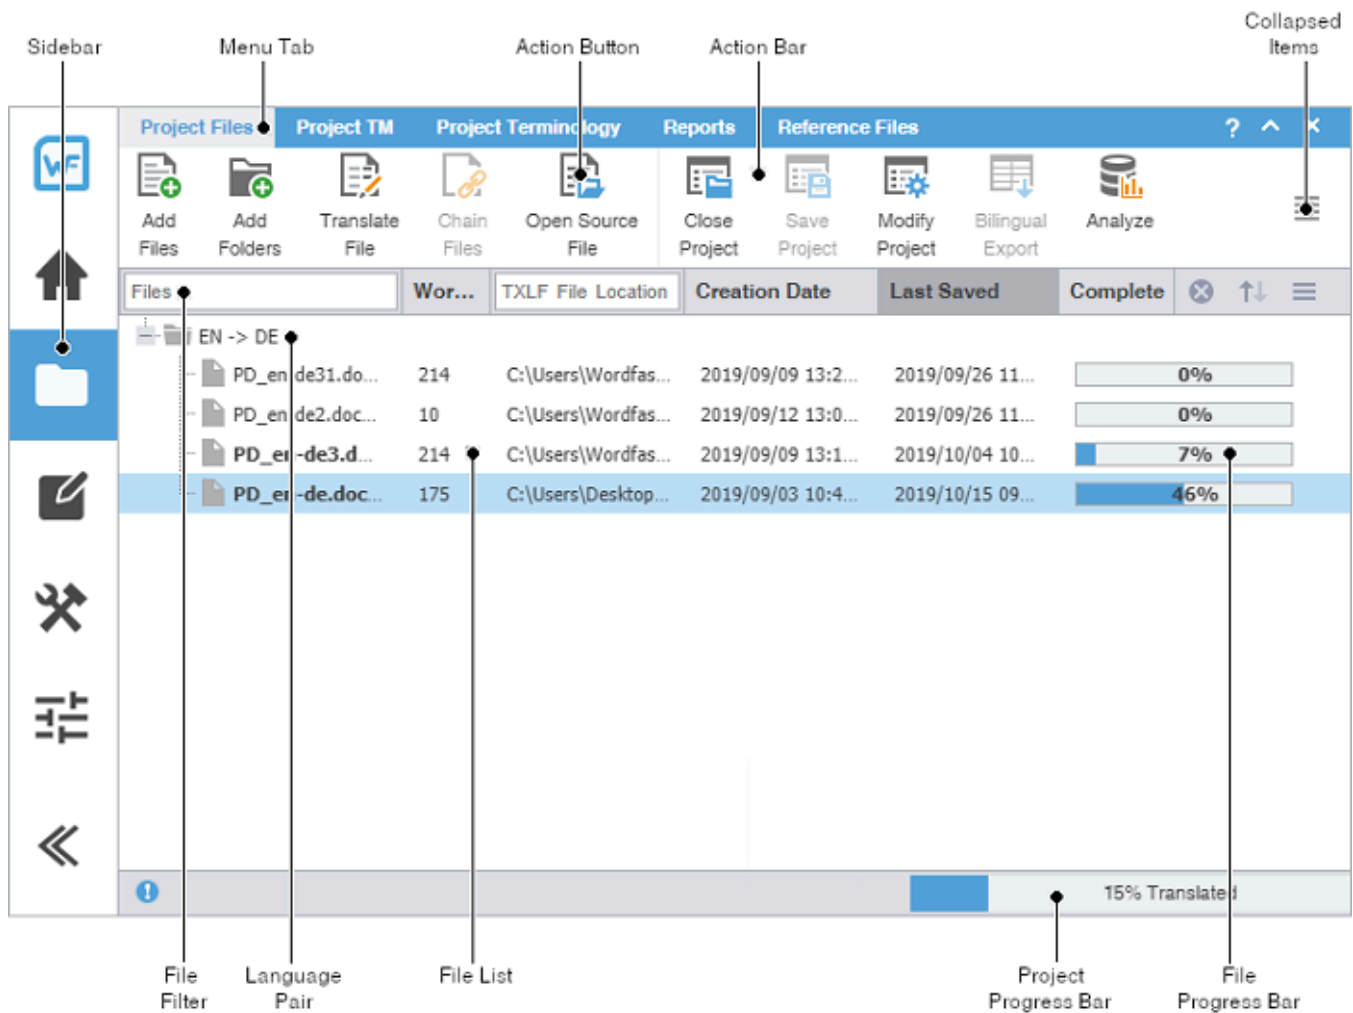 Collapsed
Items
Sidebar
Menu Tab
Action Button
Action Bar
Project Files
Project TM
Project Terminology
Reports
Reference Files
? 
WF
Add
Files
Add
Folders
Translate
File
Chain
Files
Open Source
File
Close
Project
Save
Project
Modify
Project
Bilingual
Export
Analyze
Files
Wor...
TXLF File Location
Creation Date
Last Saved
Complete
EN -> DE
PD_en-de31.do... 214 C:\Users\Wordfas... 2019/09/09 13:2... 2019/09/26 11... 0%
PD_en-de2.doc... 10 C:\Users\Wordfas... 2019/09/12 13:0... 2019/09/26 11... 0%
PD_en-de3.d... 214 C:\Users\Wordfas... 2019/09/09 13:1... 2019/10/04 10... 7%
PD_en-de.doc... 175 C:\Users\Desktop... 2019/09/03 10:4... 2019/10/15 09... 46%
15% Translated
File
Filter
Language
Pair
File List
Project
Progress Bar
File
Progress Bar